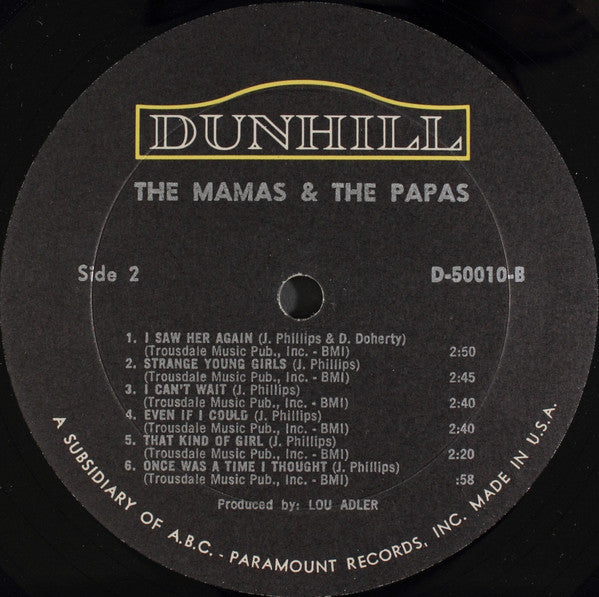 DUNHILL
THE MAMAS & THE PAPAS
Side 2 D-50010-B
1. I SAW HER AGAIN (J. Phillips & D. Doherty)
(Trousdale Music Pub., Inc. - BMI) 2:50
2. STRANGE YOUNG GIRLS (J. Phillips)
(Trousdale Music Pub., Inc. - BMI) 2:45
3. I CAN'T WAIT (J. Phillips)
(Trousdale Music Pub., Inc. - BMI) 2:40
4. EVEN IF I COULD (J. Phillips)
(Trousdale Music Pub., Inc. - BMI) 2:40
5. THAT KIND OF GIRL (J. Phillips)
(Trousdale Music Pub., Inc. - BMI) 2:20
6. ONCE WAS A TIME I THOUGHT (J. Phillips)
(Trousdale Music Pub., Inc. - BMI) :58
Produced by: LOU ADLER
A SUBSIDIARY OF A.B.C. - PARAMOUNT RECORDS, INC. MADE IN U.S.A.